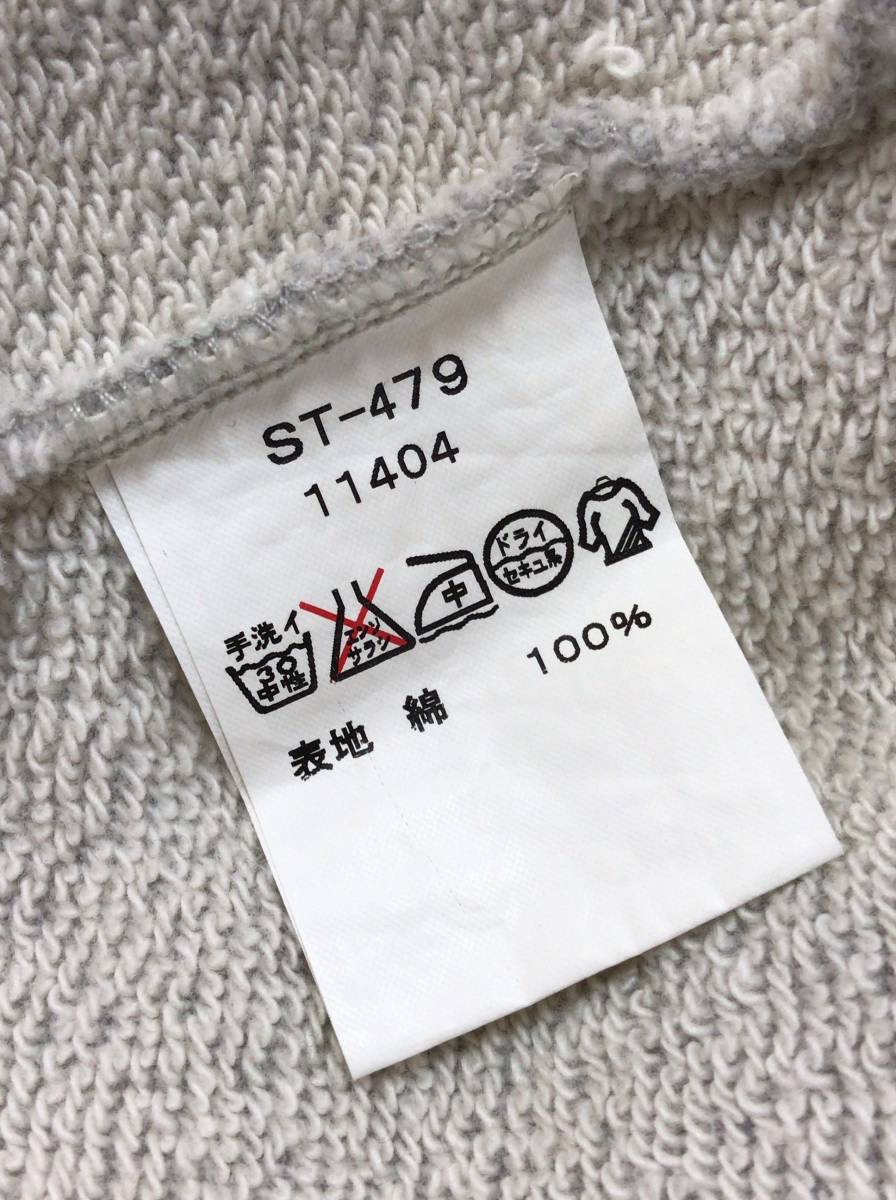 ST-479
11404
手洗イ
30
中性
エンソ
サラシ
中
ドライ
セキユ系
表地 綿 100%